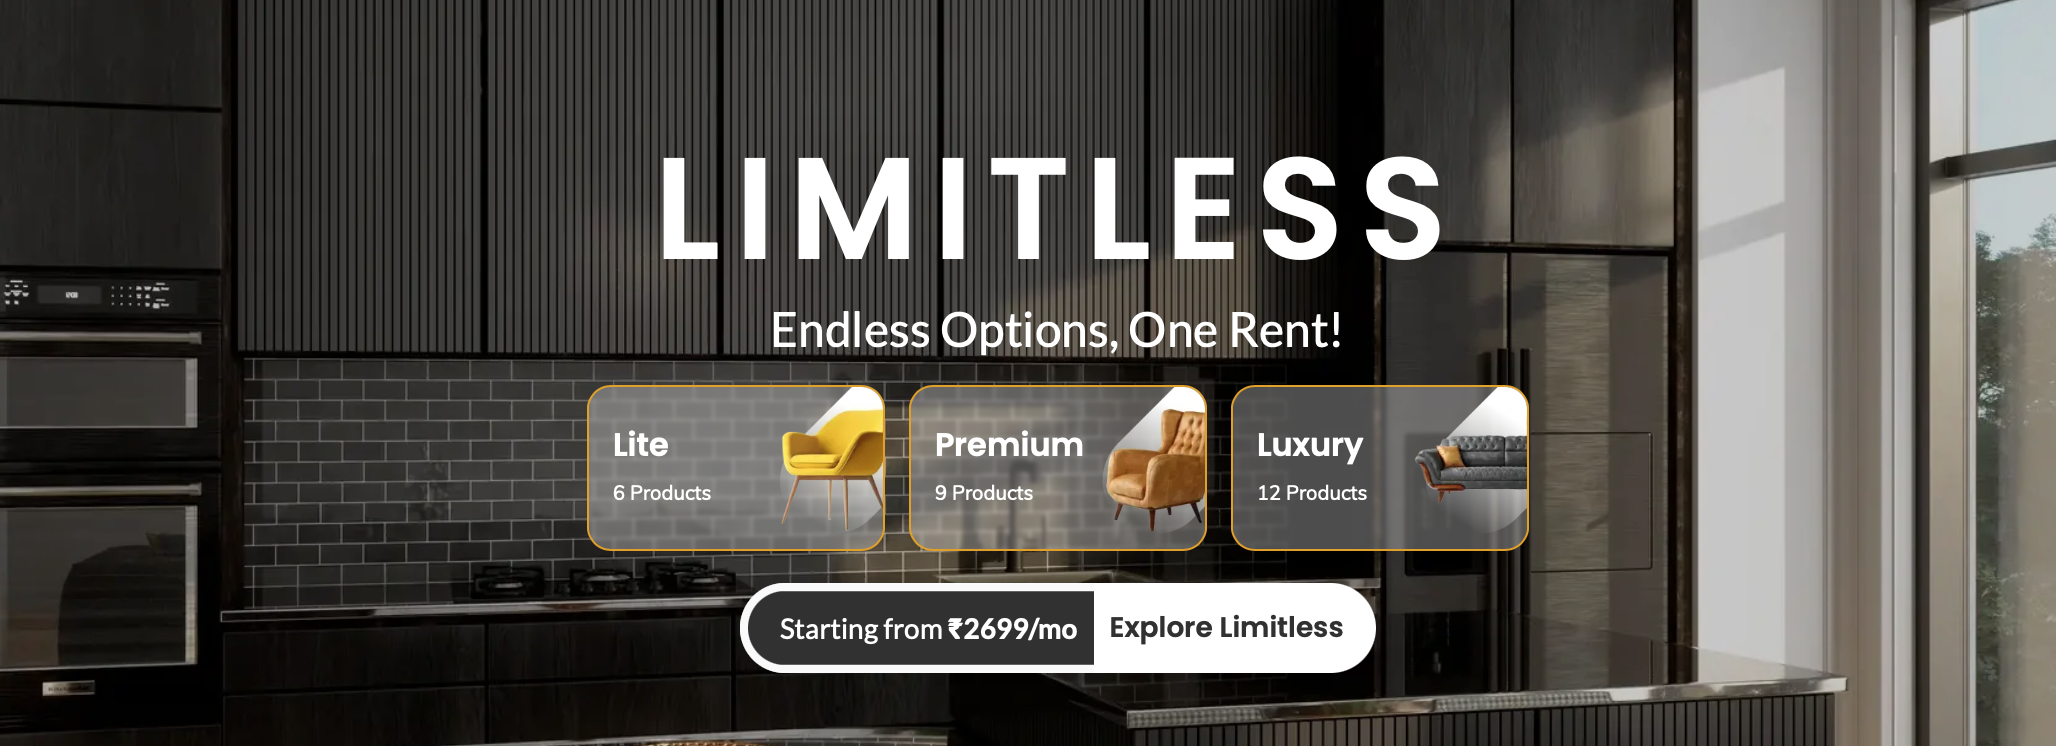 LIMITLESS
Endless Options, One Rent!
Lite
6 Products
Premium
9 Products
Luxury
12 Products
Starting from ₹2699/mo
Explore Limitless